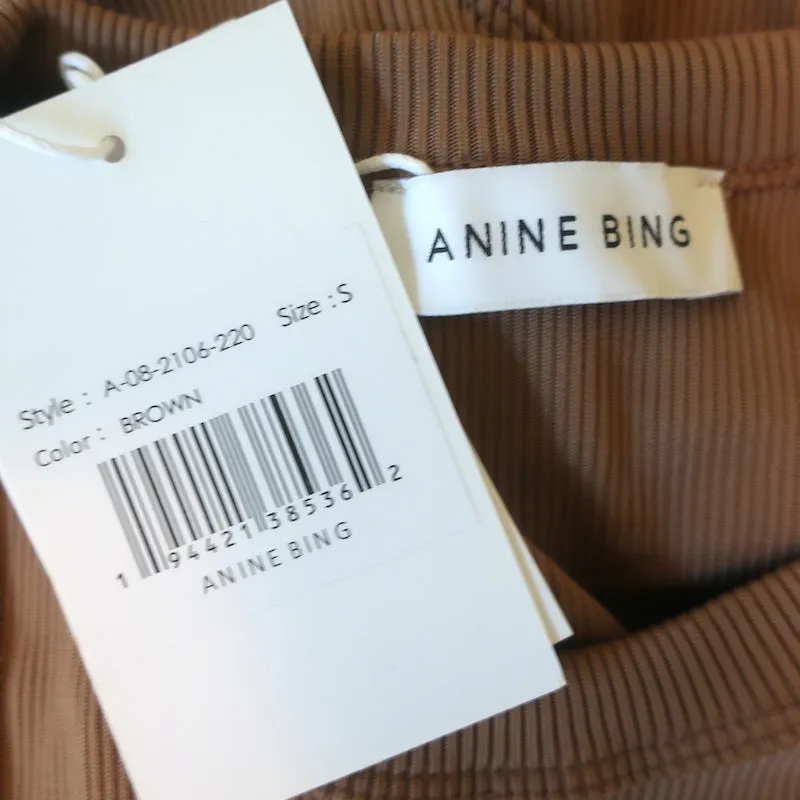 Style : A-08-2106-220 Size : S
Color : BROWN
1 94421 38536 2
ANINE BING
ANINE BING